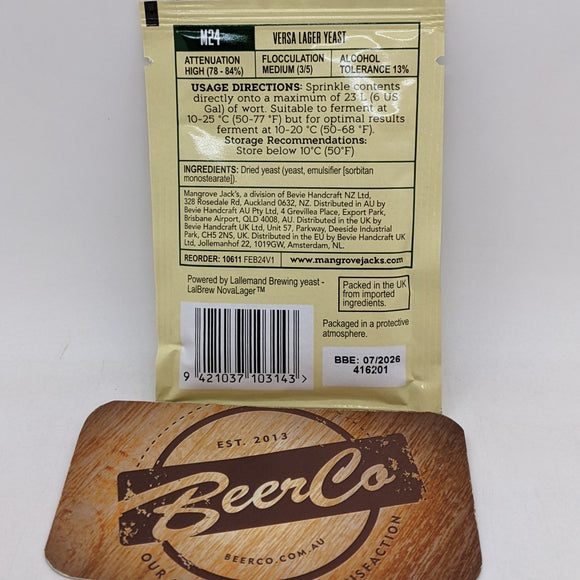 M24 VERSA LAGER YEAST
ATTENUATION
HIGH (78 - 84%)
FLOCCULATION
MEDIUM (3/5)
ALCOHOL
TOLERANCE 13%
USAGE DIRECTIONS: Sprinkle contents
directly onto a maximum of 23 L (6 US
Gal) of wort. Suitable to ferment at
10-25 °C (50-77 °F) but for optimal results
ferment at 10-20 °C (50-68 °F).
Storage Recommendations:
Store below 10°C (50°F)
INGREDIENTS: Dried yeast (yeast, emulsifier [sorbitan
monostearate]).
Mangrove Jack's, a division of Bevie Handcraft NZ Ltd,
328 Rosedale Rd, Auckland 0632, NZ. Distributed in AU by
Bevie Handcraft AU Pty Ltd, 4 Grevillea Place, Export Park,
Brisbane Airport, QLD 4008, AU. Distributed in the UK by
Bevie Handcraft UK Ltd, Unit 57, Parkway, Deeside Industrial
Park, CH5 2NS, UK. Distributed in the EU by Bevie Handcraft UK
Ltd, Jollemanhof 22, 1019GW, Amsterdam, NL.
REORDER: 10611 FEB24V1
www.mangrovejacks.com
Powered by Lallemand Brewing yeast -
LalBrew NovaLager™
Packed in the UK
from imported
ingredients.
Packaged in a protective
atmosphere.
BBE: 07/2026
416201
9 421037 103143 >
EST. 2013
BeerCo
BEERCO.COM.AU
OUR